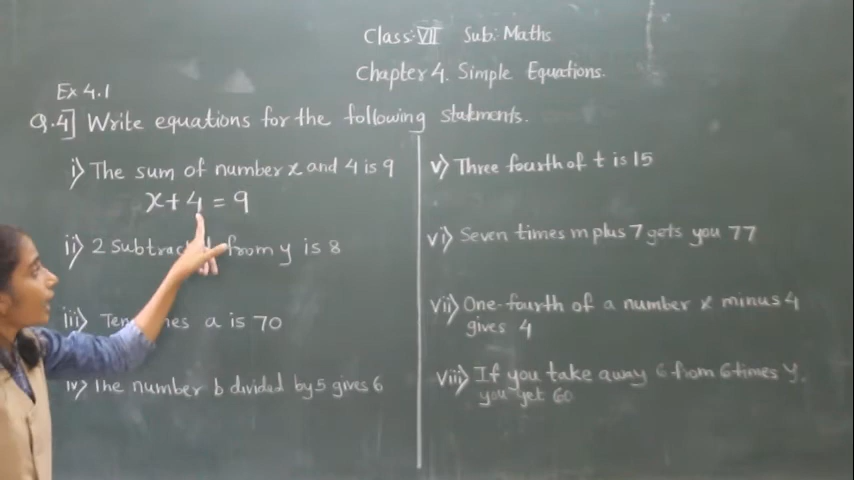 Class: VII Sub: Maths
Chapter 4. Simple Equations.
Ex 4.1
Q.4] Write equations for the following statements.
i) The sum of number x and 4 is 9
x + 4 = 9
ii) 2 Subtracted from y is 8
iii) Ten times a is 70
iv) The number b divided by 5 gives 6
v) Three fourth of t is 15
vi) Seven times m plus 7 gets you 77
vii) One-fourth of a number x minus 4
gives 4
viii) If you take away 6 from 6 times y,
you get 60